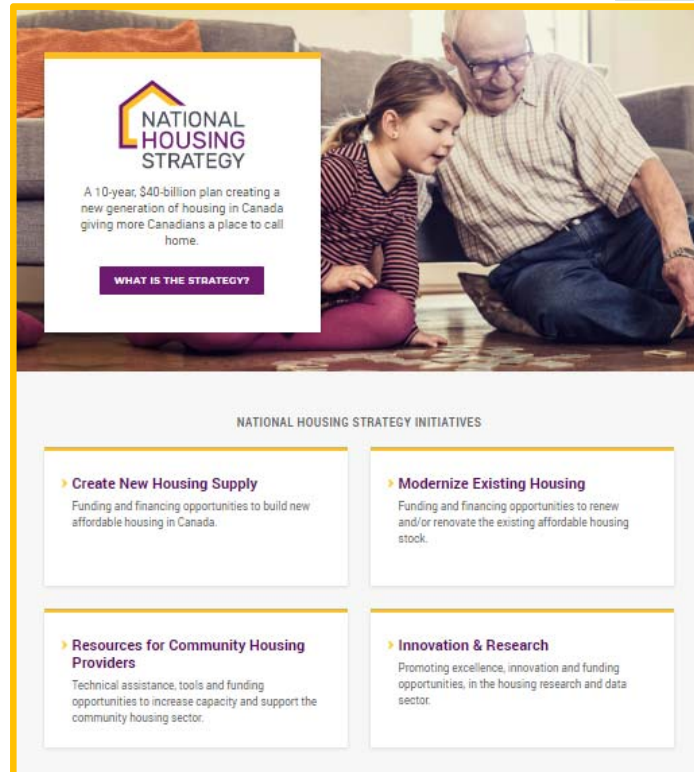 NATIONAL
HOUSING
STRATEGY
A 10-year, $40-billion plan creating a
new generation of housing in Canada
giving more Canadians a place to call
home.
WHAT IS THE STRATEGY?
NATIONAL HOUSING STRATEGY INITIATIVES
Create New Housing Supply
Funding and financing opportunities to build new
affordable housing in Canada.
Modernize Existing Housing
Funding and financing opportunities to renew
and/or renovate the existing affordable housing
stock.
Resources for Community Housing
Providers
Technical assistance, tools and funding
opportunities to increase capacity and support the
community housing sector.
Innovation & Research
Promoting excellence, innovation and funding
opportunities, in the housing research and data
sector.